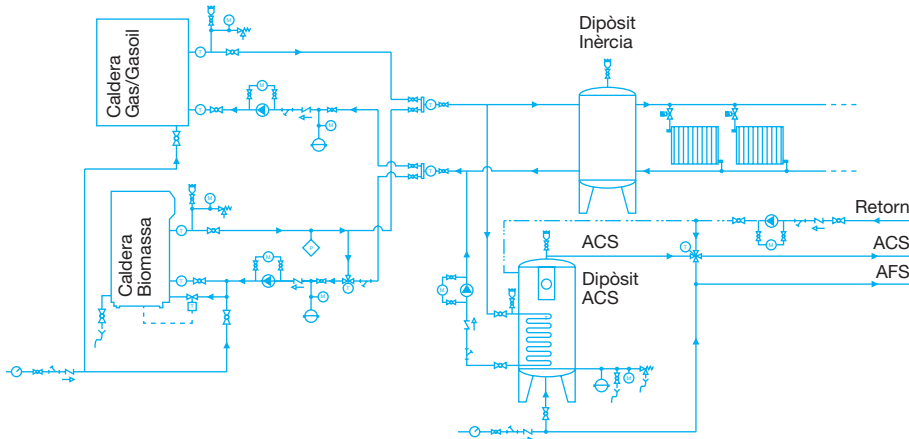 Caldera
Gas/Gasoil
M
T
M
T
M
Dipòsit
Inèrcia
T
T
Caldera
Biomassa
M
T
P
M
T
T
M
Retorn
M
ACS
T
ACS
AFS
Dipòsit
ACS
M
M